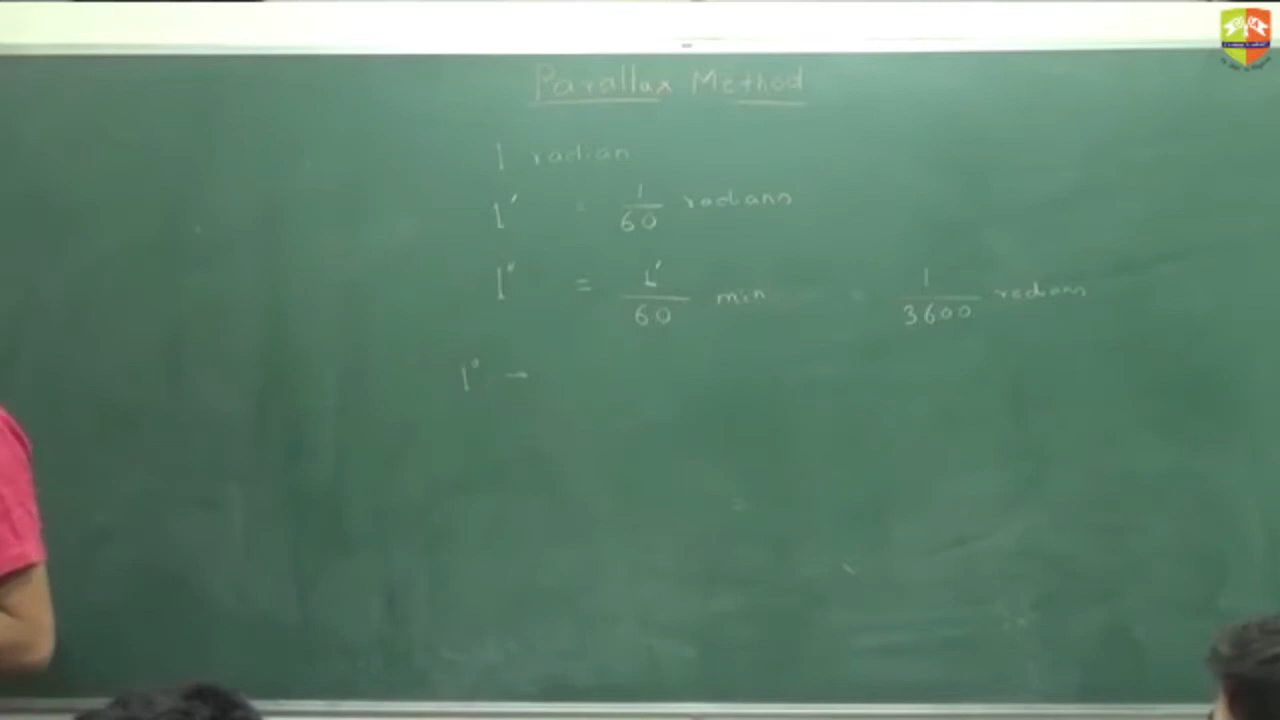 Parallax Method
1 radian
1' = 1/60 radians
1" = 1'/60 min = 1/3600 radians
1° →